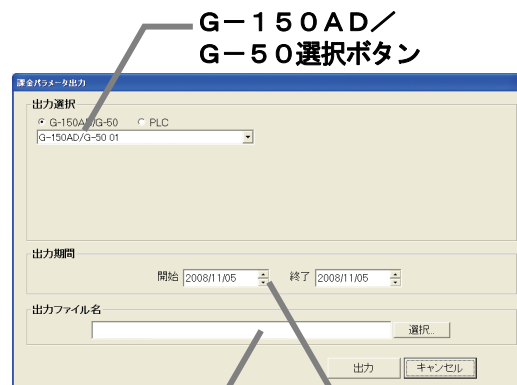 G－150AD／
G－50選択ボタン
課金パラメータ出力
出力選択
G-150AD/G-50 PLC
G-150AD/G-50 01
出力期間
開始 2008/11/05 終了 2008/11/05
出力ファイル名
選択...
出力 キャンセル